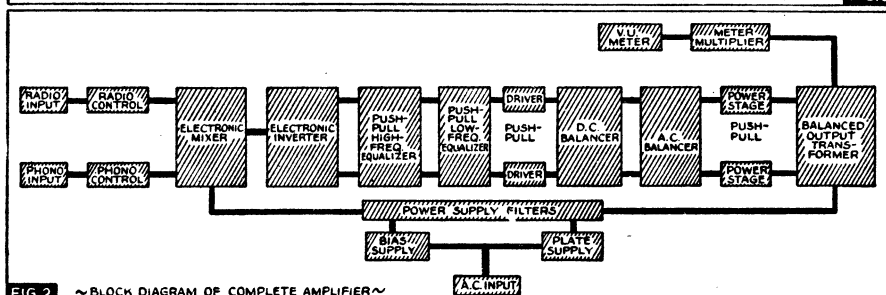 V.U.
METER
METER
MULTIPLIER
RADIO
INPUT
RADIO
CONTROL
ELECTRONIC
MIXER
ELECTRONIC
INVERTER
PUSH-
PULL
HIGH-
FREQ.
EQUALIZER
PUSH-
PULL
LOW-
FREQ.
EQUALIZER
DRIVER
PUSH-
PULL
DRIVER
D.C.
BALANCER
A.C.
BALANCER
POWER
STAGE
PUSH-
PULL
POWER
STAGE
BALANCED
OUTPUT
TRANS-
FORMER
PHONO
INPUT
PHONO
CONTROL
POWER SUPPLY FILTERS
BIAS
SUPPLY
PLATE
SUPPLY
A.C. INPUT
FIG. 2 ~BLOCK DIAGRAM OF COMPLETE AMPLIFIER~